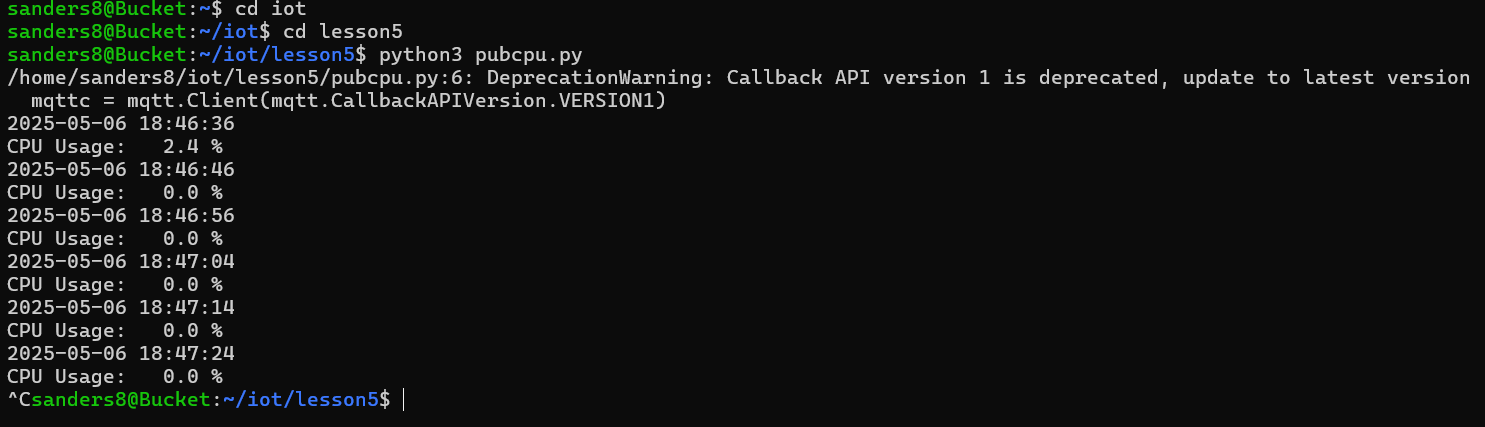 sanders8@Bucket:~$ cd iot
sanders8@Bucket:~/iot$ cd lesson5
sanders8@Bucket:~/iot/lesson5$ python3 pubcpu.py
/home/sanders8/iot/lesson5/pubcpu.py:6: DeprecationWarning: Callback API version 1 is deprecated, update to latest version
  mqttc = mqtt.Client(mqtt.CallbackAPIVersion.VERSION1)
2025-05-06 18:46:36
CPU Usage:   2.4 %
2025-05-06 18:46:46
CPU Usage:   0.0 %
2025-05-06 18:46:56
CPU Usage:   0.0 %
2025-05-06 18:47:04
CPU Usage:   0.0 %
2025-05-06 18:47:14
CPU Usage:   0.0 %
2025-05-06 18:47:24
CPU Usage:   0.0 %
^Csanders8@Bucket:~/iot/lesson5$